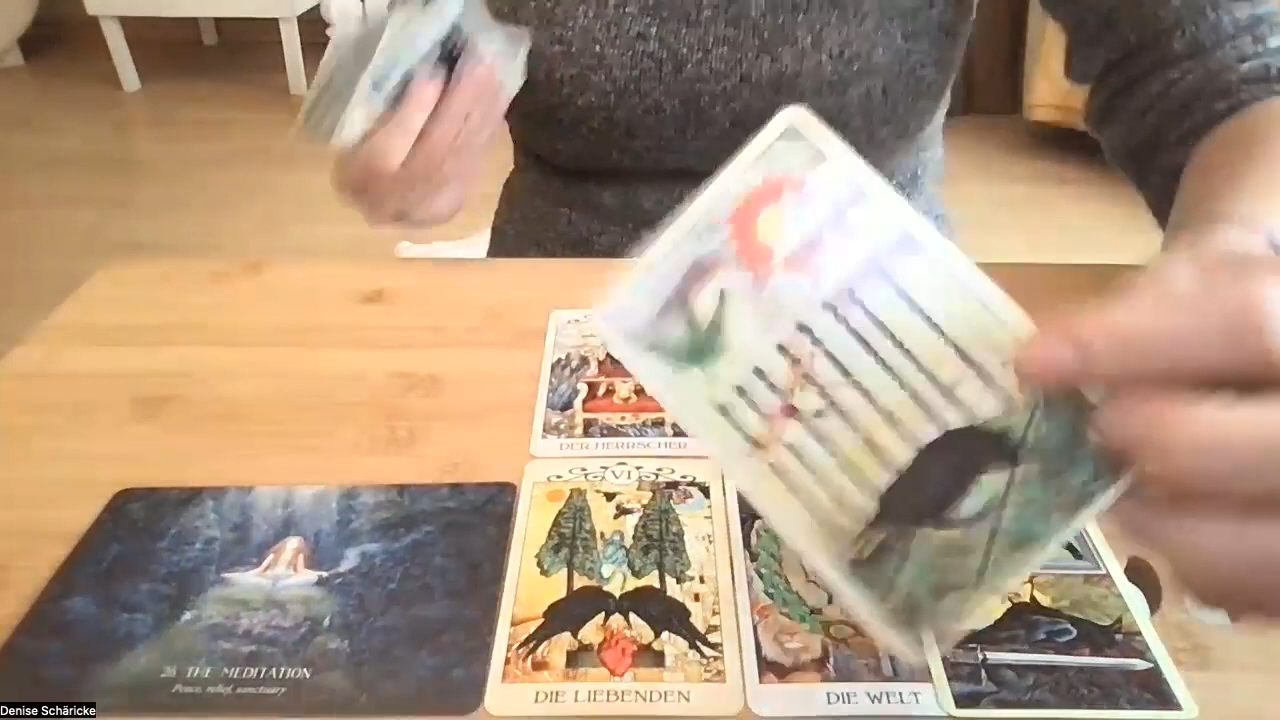 DER HERRSCHER
VI
28 THE MEDITATION
Peace, relief, sanctuary
DIE LIEBENDEN
DIE WELT
Denise Schäricke